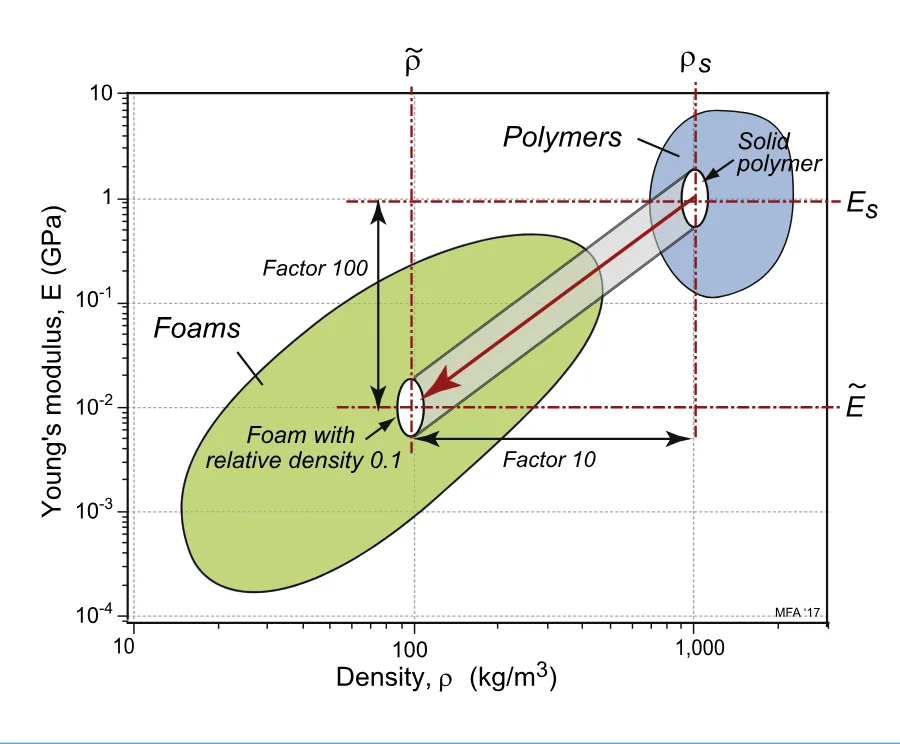 ρ̃
ρs
10
1
10-1
10-2
10-3
10-4
Young's modulus, E (GPa)
Polymers
Solid
polymer
Es
Factor 100
Foams
Ẽ
Foam with
relative density 0.1
Factor 10
MFA '17
10
100
1,000
Density, ρ (kg/m3)